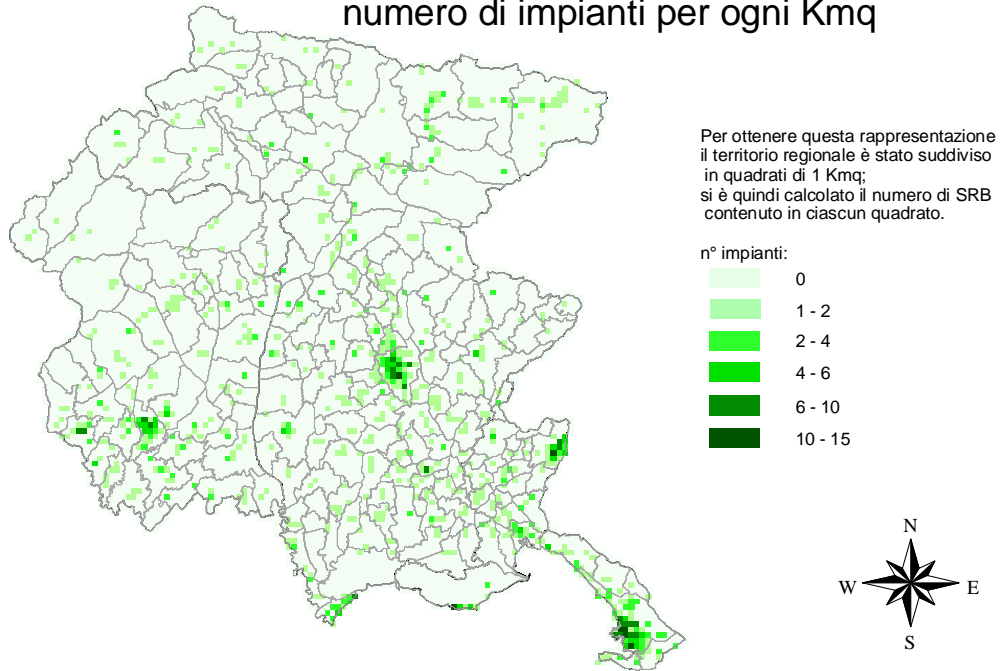 numero di impianti per ogni Kmq
Per ottenere questa rappresentazione
il territorio regionale è stato suddiviso
in quadrati di 1 Kmq;
si è quindi calcolato il numero di SRB
contenuto in ciascun quadrato.
n° impianti:
0
1 - 2
2 - 4
4 - 6
6 - 10
10 - 15
N
W E
S